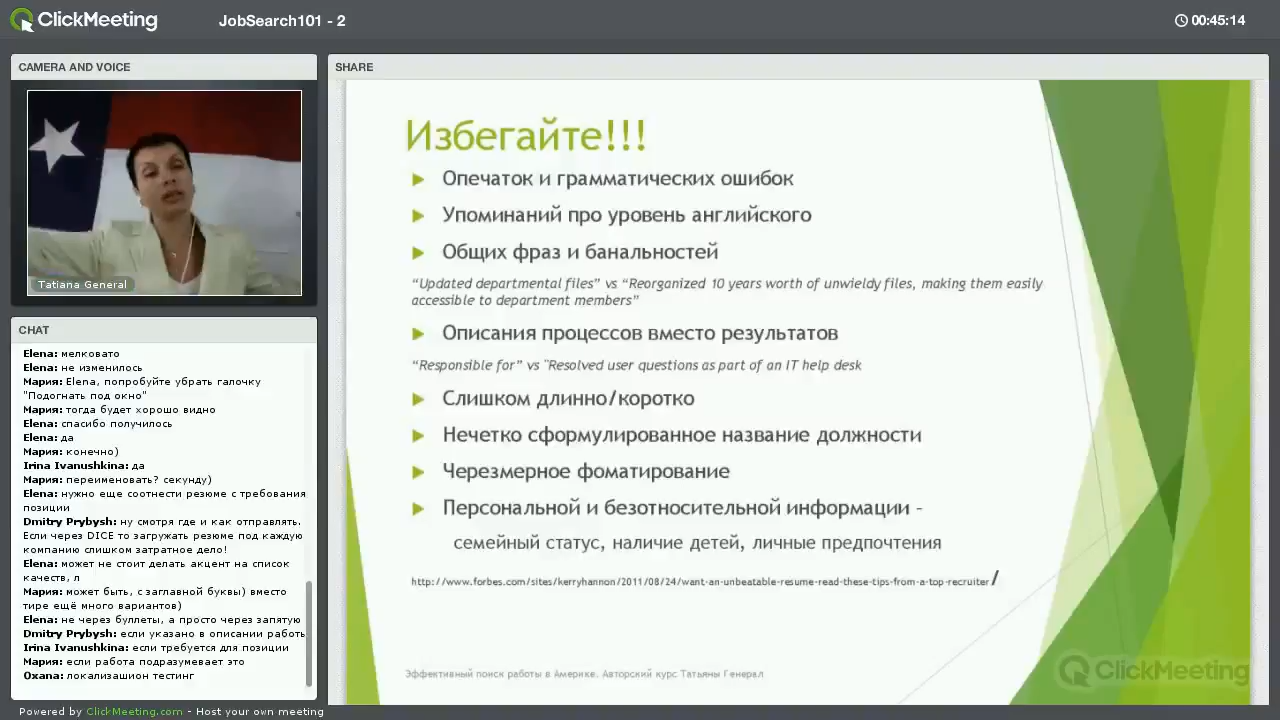 ClickMeeting
JobSearch101 - 2
00:45:14
CAMERA AND VOICE
Tatiana General
CHAT
Elena: мелковато
Elena: не изменилось
Мария: Elena, попробуйте убрать галочку
"Подогнать под окно"
Мария: тогда будет хорошо видно
Elena: спасибо получилось
Elena: да
Мария: конечно)
Irina Ivanushkina: да
Мария: переименовать? секунду)
Elena: нужно еще соотнести резюме с требования
позиции
Dmitry Prybysh: ну смотря где и как отправлять.
Если через DICE то загружать резюме под каждую
компанию слишком затратное дело!
Elena: может не стоит делать акцент на список
качеств, л
Мария: может быть, с заглавной буквы) вместо
тире ещё много вариантов)
Elena: не через буллеты, а просто через запятую
Dmitry Prybysh: если указано в описании работь
Irina Ivanushkina: если требуется для позиции
Мария: если работа подразумевает это
Oxana: локализашион тестинг
Powered by ClickMeeting.com - Host your own meeting
SHARE
Избегайте!!!
Опечаток и грамматических ошибок
Упоминаний про уровень английского
Общих фраз и банальностей
“Updated departmental files” vs “Reorganized 10 years worth of unwieldy files, making them easily
accessible to department members”
Описания процессов вместо результатов
“Responsible for” vs "Resolved user questions as part of an IT help desk
Слишком длинно/коротко
Нечетко сформулированное название должности
Черезмерное фоматирование
Персональной и безотносительной информации -
семейный статус, наличие детей, личные предпочтения
http://www.forbes.com/sites/kerryhannon/2011/08/24/want-an-unbeatable-resume-read-these-tips-from-a-top-recruiter/
Эффективный поиск работы в Америке. Авторский курс Татьяны Генерал
ClickMeeting